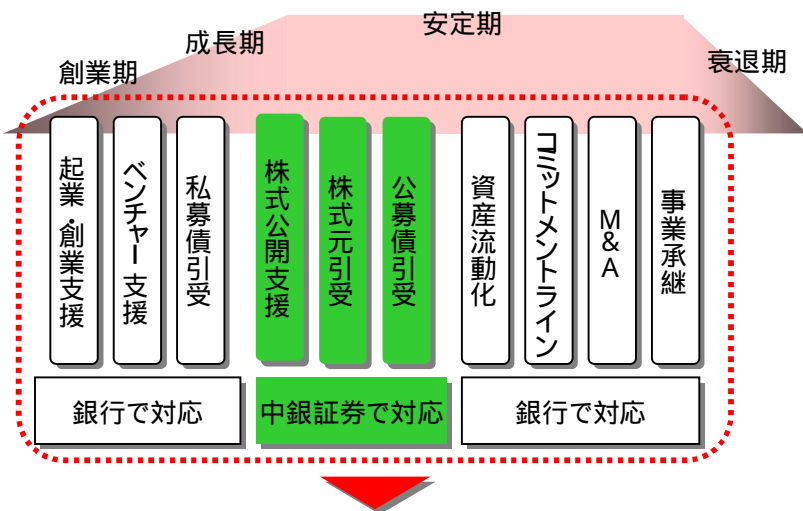 創業期
成長期
安定期
衰退期
起業・創業支援
ベンチャー支援
私募債引受
株式公開支援
株式元引受
公募債引受
資産流動化
コミットメントライン
M&A
事業承継
銀行で対応
中銀証券で対応
銀行で対応